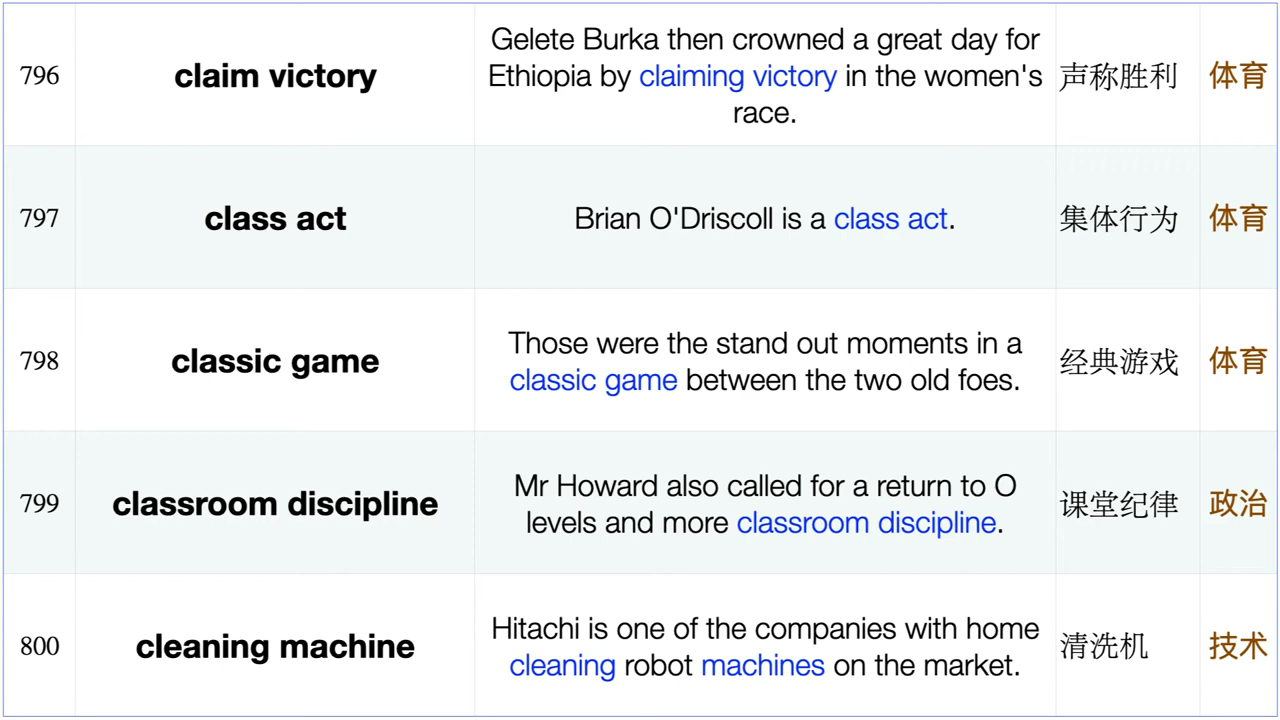 796
claim victory
Gelete Burka then crowned a great day for
Ethiopia by claiming victory in the women's
race.
声称胜利
体育
797
class act
Brian O'Driscoll is a class act.
集体行为
体育
798
classic game
Those were the stand out moments in a
classic game between the two old foes.
经典游戏
体育
799
classroom discipline
Mr Howard also called for a return to O
levels and more classroom discipline.
课堂纪律
政治
800
cleaning machine
Hitachi is one of the companies with home
cleaning robot machines on the market.
清洗机
技术